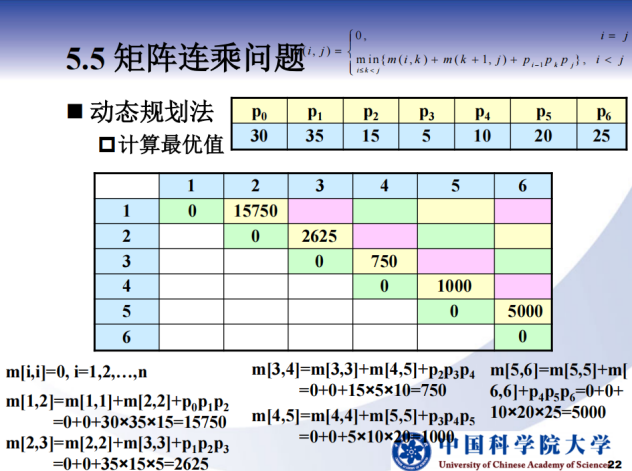 5.5 矩阵连乘问题
(i, j) = { 0, i = j
min{m(i,k) + m(k+1, j) + p_{i-1} p_k p_j}, i < j
i≤k<j
■ 动态规划法
计算最优值
p₀ p₁ p₂ p₃ p₄ p₅ p₆
30 35 15 5 10 20 25
1 2 3 4 5 6
1 0 15750
2 0 2625
3 0 750
4 0 1000
5 0 5000
6 0
m[i,i]=0, i=1,2,…,n
m[1,2]=m[1,1]+m[2,2]+p₀p₁p₂
=0+0+30×35×15=15750
m[2,3]=m[2,2]+m[3,3]+p₁p₂p₃
=0+0+35×15×5=2625
m[3,4]=m[3,3]+m[4,5]+p₂p₃p₄
=0+0+15×5×10=750
m[4,5]=m[4,4]+m[5,5]+p₃p₄p₅
=0+0+5×10×20=1000
m[5,6]=m[5,5]+m[
6,6]+p₄p₅p₆=0+0+
10×20×25=5000
中国科学院大学
University of Chinese Academy of Sciences
22